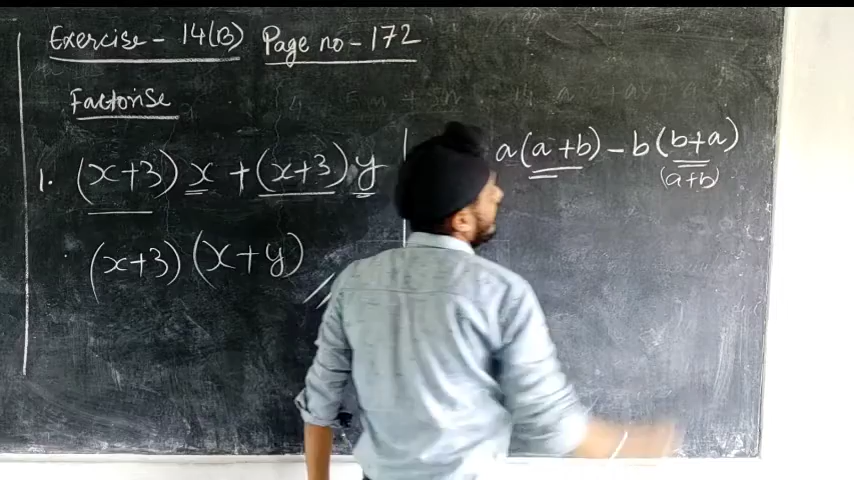 Exercise - 14(B) Page no - 172
Factorise
1. (x+3) x + (x+3) y
(x+3) (x+y)
a(a+b) - b(b+a)
(a+b)